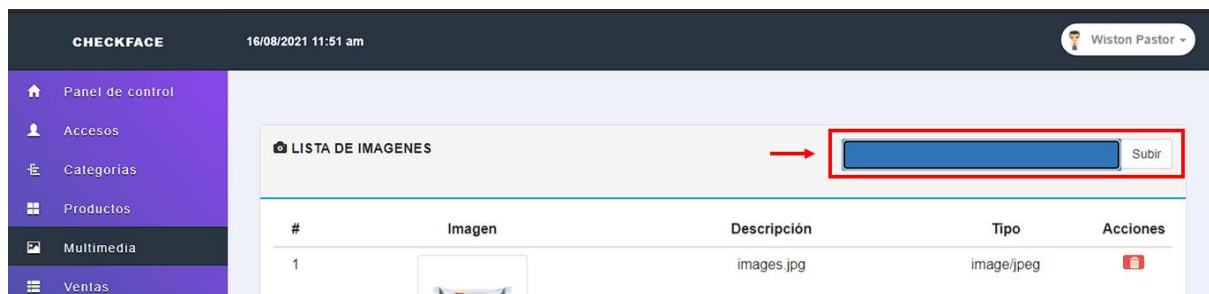 CHECKFACE
16/08/2021 11:51 am
Wiston Pastor
Panel de control
Accesos
Categorías
Productos
Multimedia
Ventas
LISTA DE IMAGENES
Subir
# Imagen Descripción Tipo Acciones
1 images.jpg image/jpeg